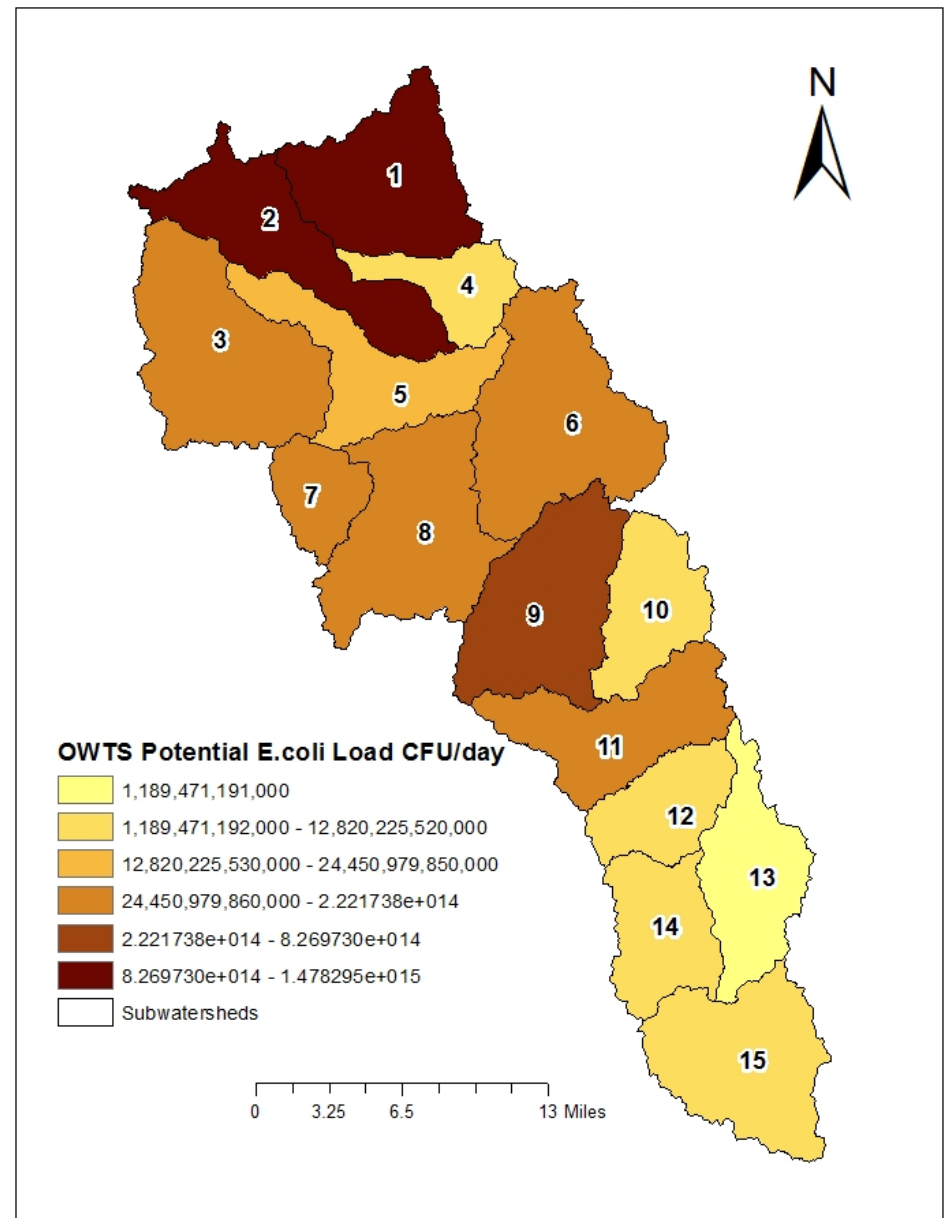 N
1
2
4
3
5
6
7
8
9
10
11
OWTS Potential E.coli Load CFU/day
1,189,471,191,000
1,189,471,192,000 - 12,820,225,520,000
12,820,225,530,000 - 24,450,979,850,000
24,450,979,860,000 - 2.221738e+014
2.221738e+014 - 8.269730e+014
8.269730e+014 - 1.478295e+015
Subwatersheds
12
13
14
15
0 3.25 6.5 13 Miles